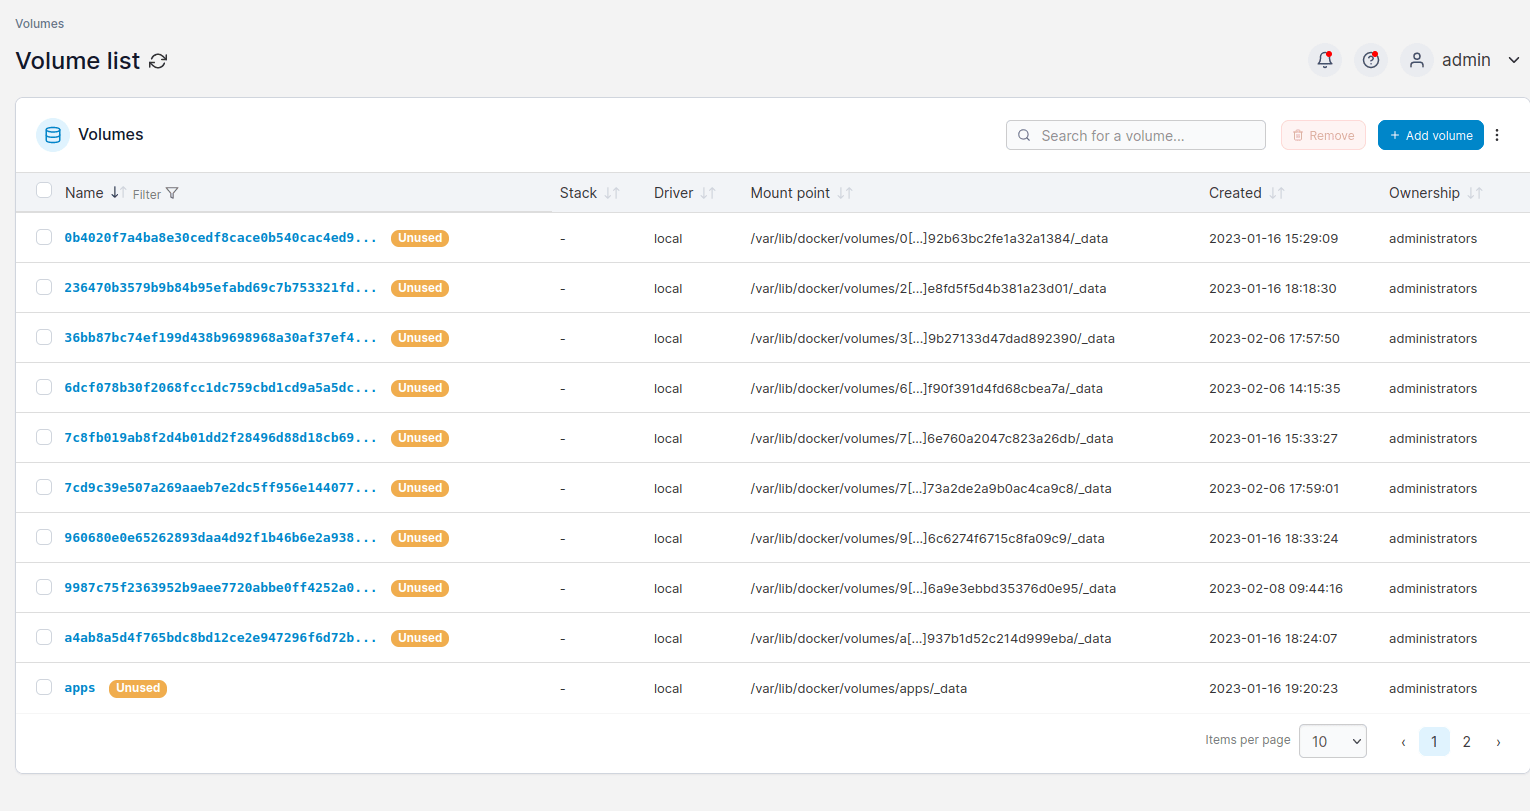 Volumes
Volume list
admin
Volumes
Search for a volume...
Remove
+ Add volume
Name Filter Stack Driver Mount point Created Ownership
0b4020f7a4ba8e30cedf8cace0b540cac4ed9... Unused - local /var/lib/docker/volumes/0[...]92b63bc2fe1a32a1384/_data 2023-01-16 15:29:09 administrators
236470b3579b9b84b95efabd69c7b753321fd... Unused - local /var/lib/docker/volumes/2[...]e8fd5f5d4b381a23d01/_data 2023-01-16 18:18:30 administrators
36bb87bc74ef199d438b9698968a30af37ef4... Unused - local /var/lib/docker/volumes/3[...]9b27133d47dad892390/_data 2023-02-06 17:57:50 administrators
6dcf078b30f2068fcc1dc759cbd1cd9a5a5dc... Unused - local /var/lib/docker/volumes/6[...]f90f391d4fd68cbea7a/_data 2023-02-06 14:15:35 administrators
7c8fb019ab8f2d4b01dd2f28496d88d18cb69... Unused - local /var/lib/docker/volumes/7[...]6e760a2047c823a26db/_data 2023-01-16 15:33:27 administrators
7cd9c39e507a269aaeb7e2dc5ff956e144077... Unused - local /var/lib/docker/volumes/7[...]73a2de2a9b0ac4ca9c8/_data 2023-02-06 17:59:01 administrators
960680e0e65262893daa4d92f1b46b6e2a938... Unused - local /var/lib/docker/volumes/9[...]6c6274f6715c8fa09c9/_data 2023-01-16 18:33:24 administrators
9987c75f2363952b9aee7720abbe0ff4252a0... Unused - local /var/lib/docker/volumes/9[...]6a9e3ebbd35376d0e95/_data 2023-02-08 09:44:16 administrators
a4ab8a5d4f765bdc8bd12ce2e947296f6d72b... Unused - local /var/lib/docker/volumes/a[...]937b1d52c214d999eba/_data 2023-01-16 18:24:07 administrators
apps Unused - local /var/lib/docker/volumes/apps/_data 2023-01-16 19:20:23 administrators
Items per page 10 ‹ 1 2 ›